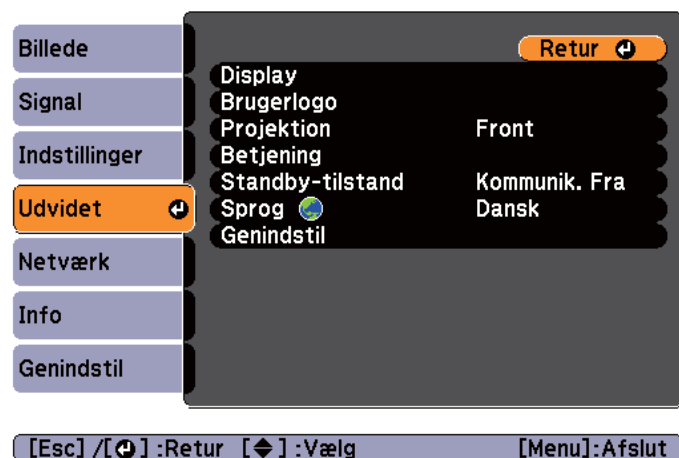 Billede
Signal
Indstillinger
Udvidet
Netværk
Info
Genindstil
Retur
Display
Brugerlogo
Projektion Front
Betjening
Standby-tilstand Kommunik. Fra
Sprog Dansk
Genindstil
[Esc] /[ ] :Retur [ ] :Vælg [Menu]:Afslut